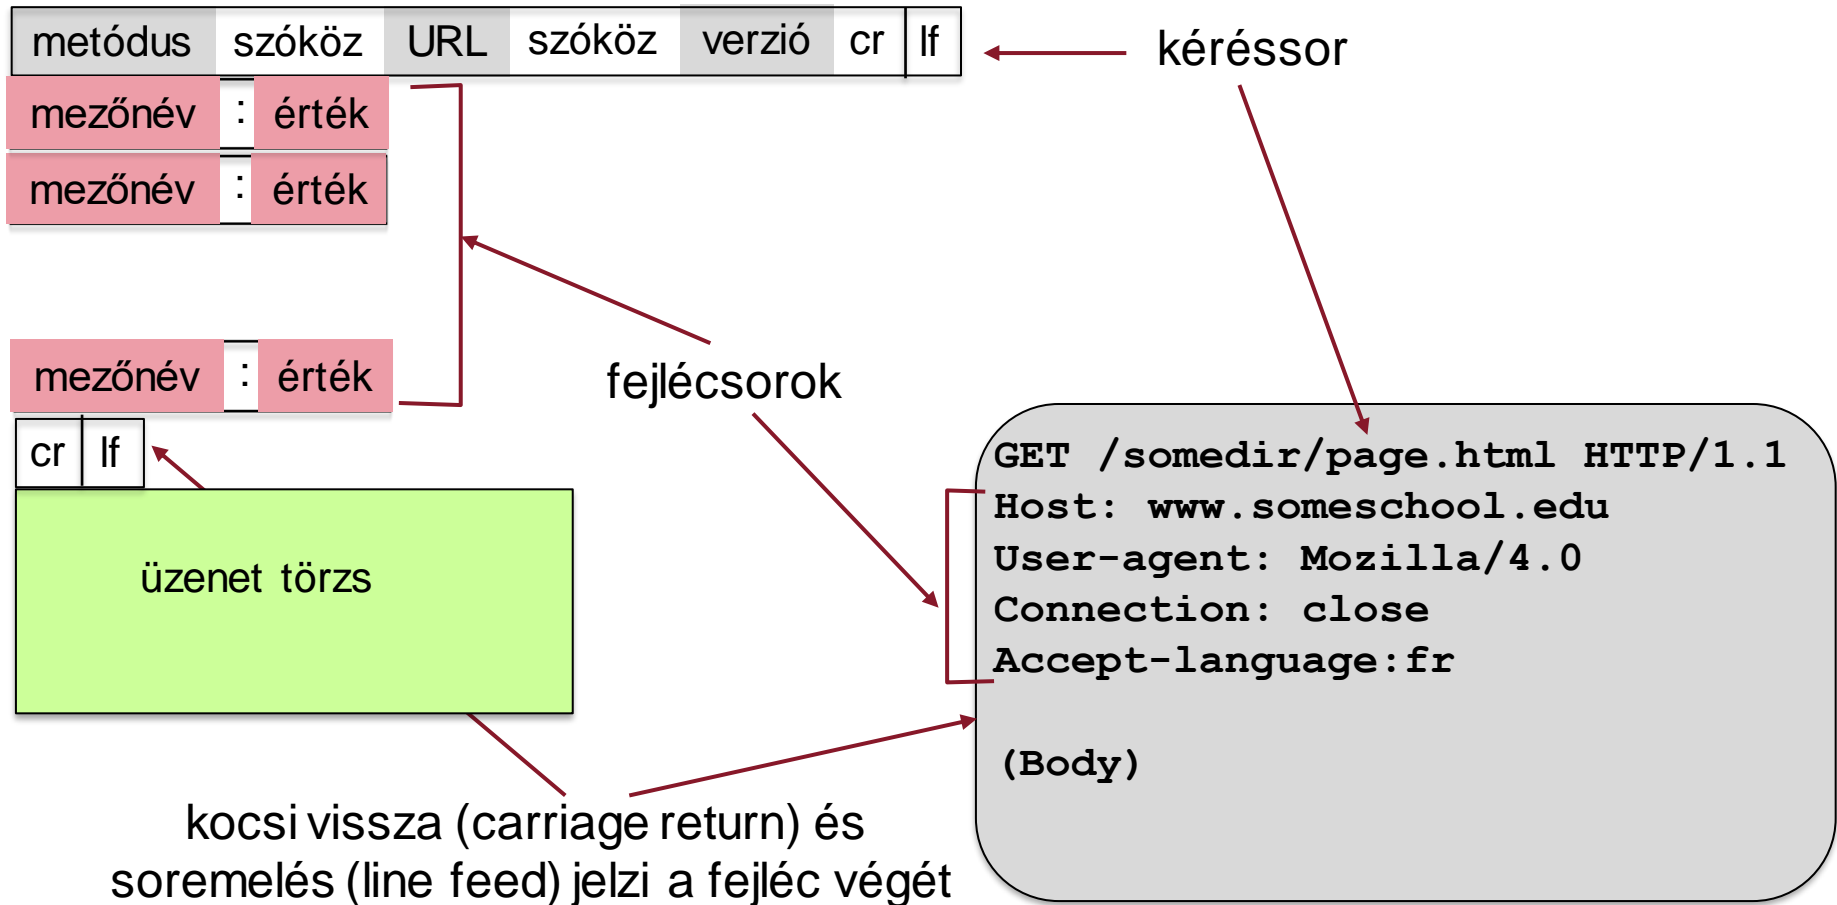 metódus szóköz URL szóköz verzió cr lf
kéréssor
mezőnév : érték
mezőnév : érték
mezőnév : érték
fejlécsorok
cr lf
üzenet törzs
GET /somedir/page.html HTTP/1.1
Host: www.someschool.edu
User-agent: Mozilla/4.0
Connection: close
Accept-language:fr
(Body)
kocsi vissza (carriage return) és
soremelés (line feed) jelzi a fejléc végét